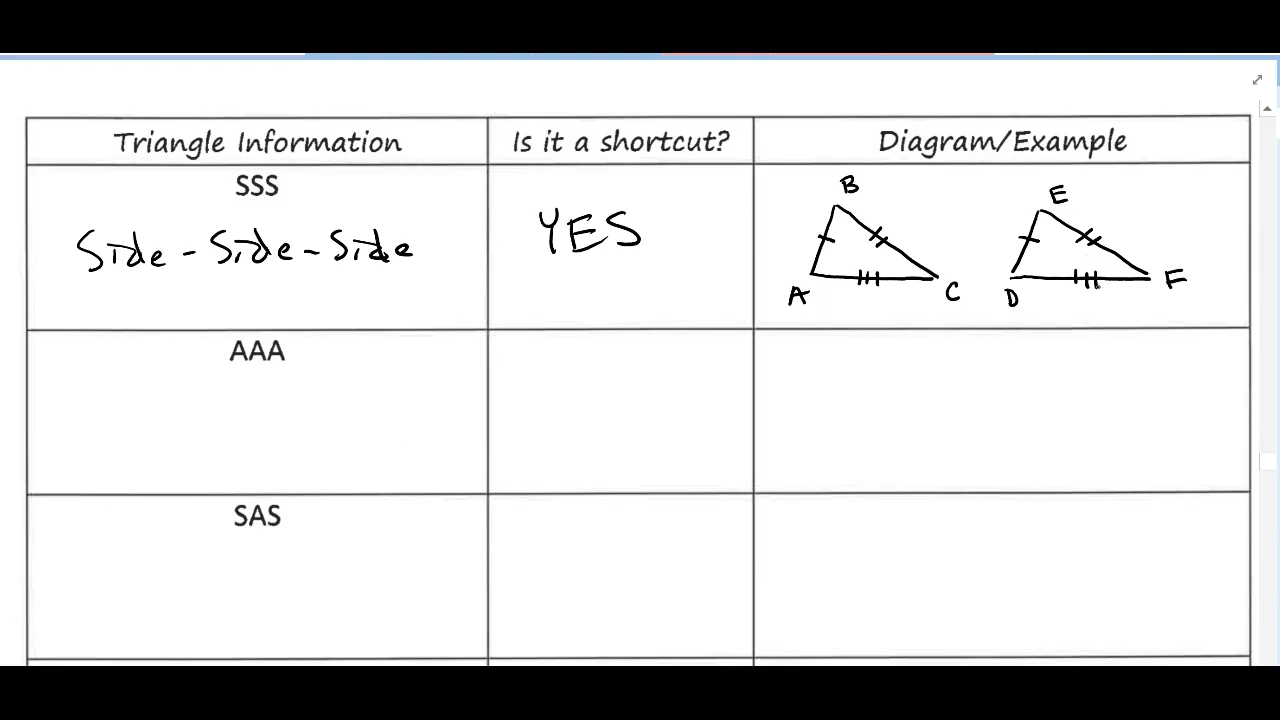 Triangle Information Is it a shortcut? Diagram/Example
SSS
Side - Side - Side
YES
B
A
C
E
D
F
AAA
SAS